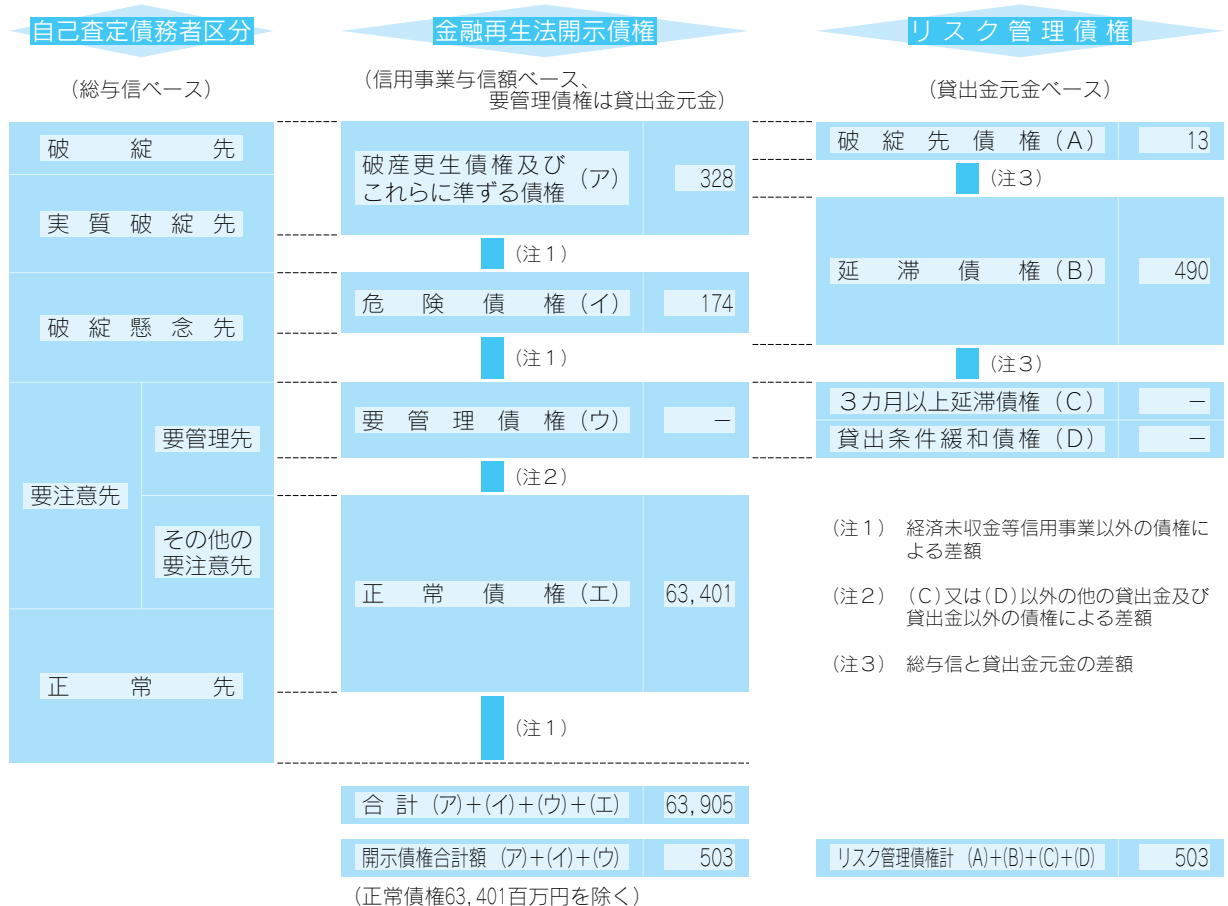 自己査定債務者区分
(総与信ベース)
破綻先
実質破綻先
破綻懸念先
要注意先
要管理先
その他の
要注意先
正常先
金融再生法開示債権
(信用事業与信額ベース、
要管理債権は貸出金元金)
破産更生債権及び
これらに準ずる債権 (ア) 328
(注1)
危険債権(イ) 174
(注1)
要管理債権(ウ) −
(注2)
正常債権(エ) 63,401
(注1)
合計 (ア)+(イ)+(ウ)+(エ) 63,905
開示債権合計額 (ア)+(イ)+(ウ) 503
(正常債権63,401百万円を除く)
リスク管理債権
(貸出金元金ベース)
破綻先債権(A) 13
(注3)
延滞債権(B) 490
(注3)
3カ月以上延滞債権(C) −
貸出条件緩和債権(D) −
(注1) 経済未収金等信用事業以外の債権に
よる差額
(注2) (C)又は(D)以外の他の貸出金及び
貸出金以外の債権による差額
(注3) 総与信と貸出金元金の差額
リスク管理債権計 (A)+(B)+(C)+(D) 503